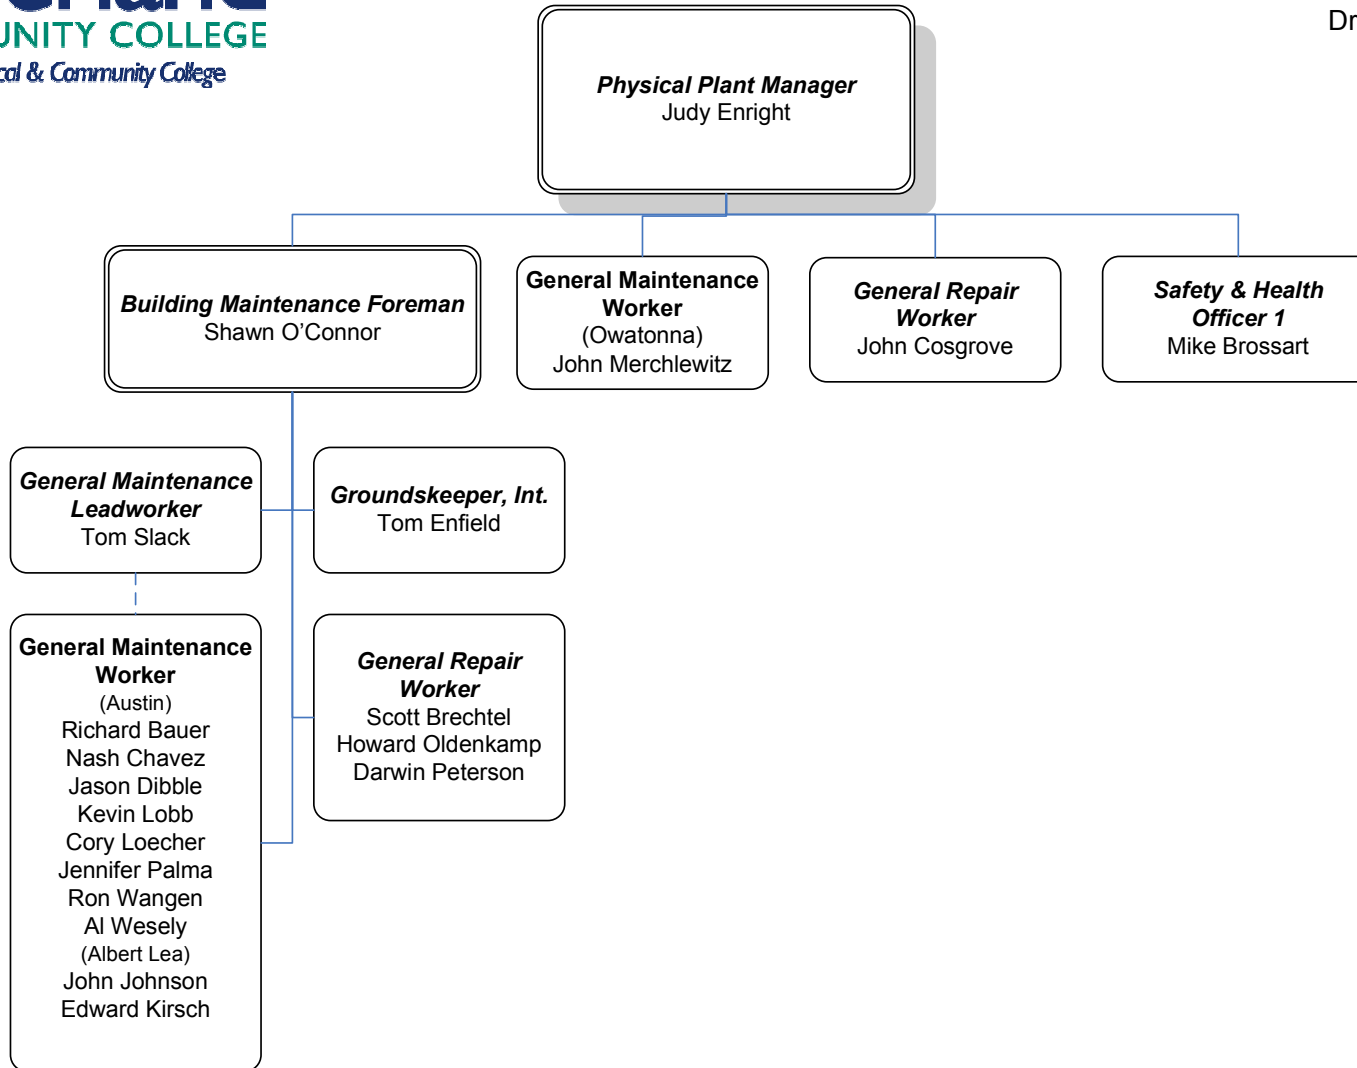 UNITY COLLEGE
cal & Community College
Dr
Physical Plant Manager
Judy Enright
Building Maintenance Foreman
Shawn O’Connor
General Maintenance
Worker
(Owatonna)
John Merchlewitz
General Repair
Worker
John Cosgrove
Safety & Health
Officer 1
Mike Brossart
General Maintenance
Leadworker
Tom Slack
Groundskeeper, Int.
Tom Enfield
General Maintenance
Worker
(Austin)
Richard Bauer
Nash Chavez
Jason Dibble
Kevin Lobb
Cory Loecher
Jennifer Palma
Ron Wangen
Al Wesely
(Albert Lea)
John Johnson
Edward Kirsch
General Repair
Worker
Scott Brechtel
Howard Oldenkamp
Darwin Peterson